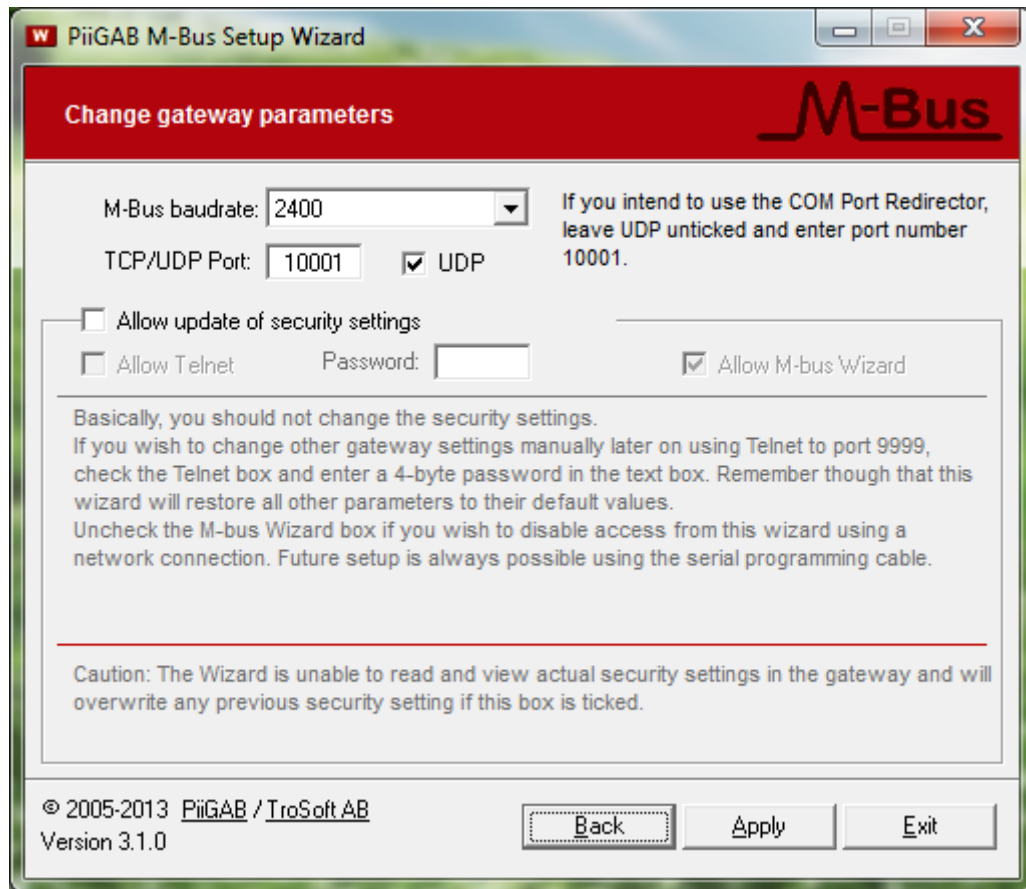 W PiiGAB M-Bus Setup Wizard
Change gateway parameters
M-Bus
M-Bus baudrate: 2400
If you intend to use the COM Port Redirector,
leave UDP unticked and enter port number
10001.
TCP/UDP Port: 10001 UDP
Allow update of security settings
Allow Telnet Password: Allow M-bus Wizard
Basically, you should not change the security settings.
If you wish to change other gateway settings manually later on using Telnet to port 9999,
check the Telnet box and enter a 4-byte password in the text box. Remember though that this
wizard will restore all other parameters to their default values.
Uncheck the M-bus Wizard box if you wish to disable access from this wizard using a
network connection. Future setup is always possible using the serial programming cable.
Caution: The Wizard is unable to read and view actual security settings in the gateway and will
overwrite any previous security setting if this box is ticked.
© 2005-2013 PiiGAB / TroSoft AB
Version 3.1.0
Back Apply Exit